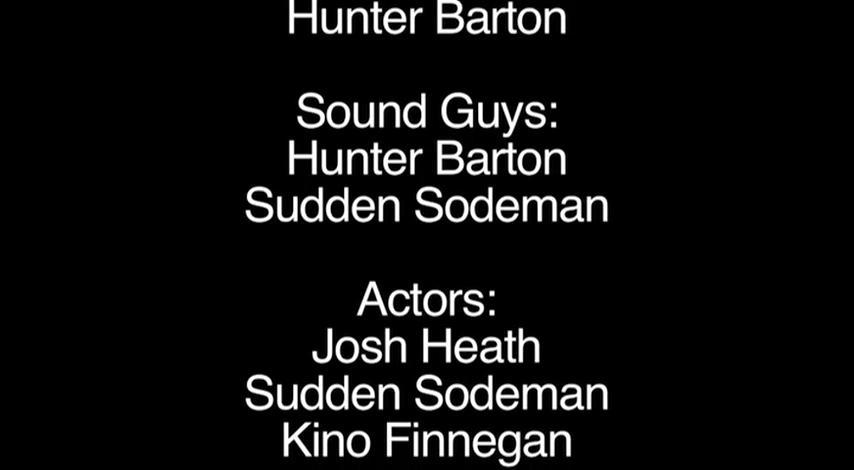 Hunter Barton
Sound Guys:
Hunter Barton
Sudden Sodeman
Actors:
Josh Heath
Sudden Sodeman
Kino Finnegan